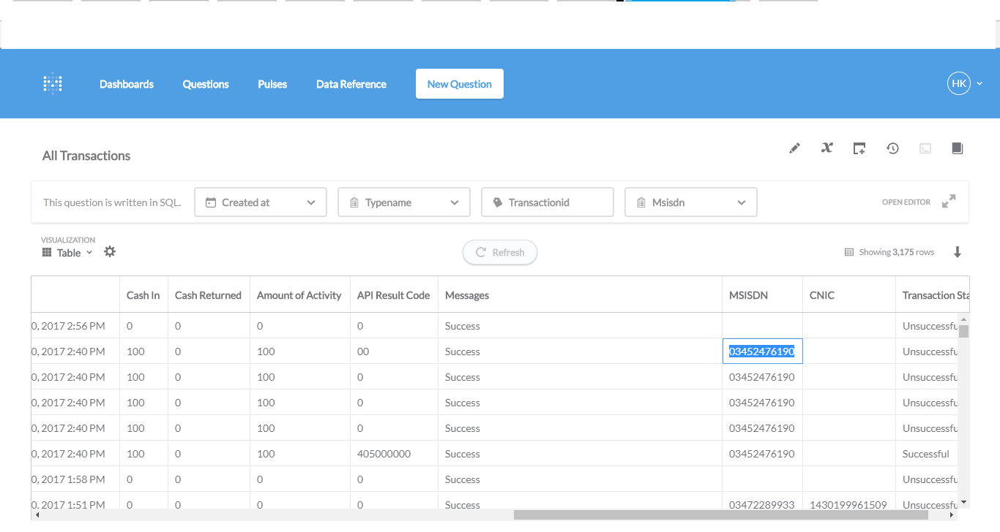 Dashboards Questions Pulses Data Reference New Question HK
All Transactions
This question is written in SQL. Created at Typename Transactionid Msisdn OPEN EDITOR
VISUALIZATION
Table Refresh Showing 3,175 rows
Cash In Cash Returned Amount of Activity API Result Code Messages MSISDN CNIC Transaction Sta
0, 2017 2:56 PM 0 0 0 0 Success Unsuccessfu
0, 2017 2:40 PM 100 0 100 00 Success 03452476190 Unsuccessfu
0, 2017 2:40 PM 100 0 100 0 Success 03452476190 Unsuccessfu
0, 2017 2:40 PM 100 0 100 0 Success 03452476190 Unsuccessfu
0, 2017 2:40 PM 100 0 100 0 Success 03452476190 Unsuccessfu
0, 2017 2:40 PM 100 0 100 405000000 Success 03452476190 Successful
0, 2017 1:58 PM 0 0 0 0 Success Unsuccessfu
0, 2017 1:51 PM 0 0 0 0 Success 03472289933 1430199961509 Unsuccessfu